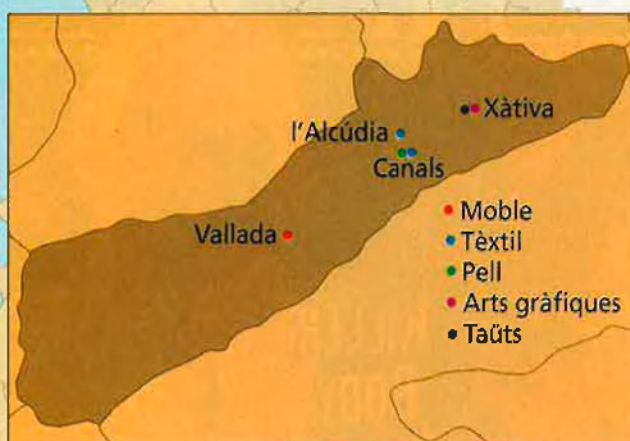 Xàtiva
l'Alcúdia
Canals
Vallada
Moble
Tèxtil
Pell
Arts gràfiques
Taüts